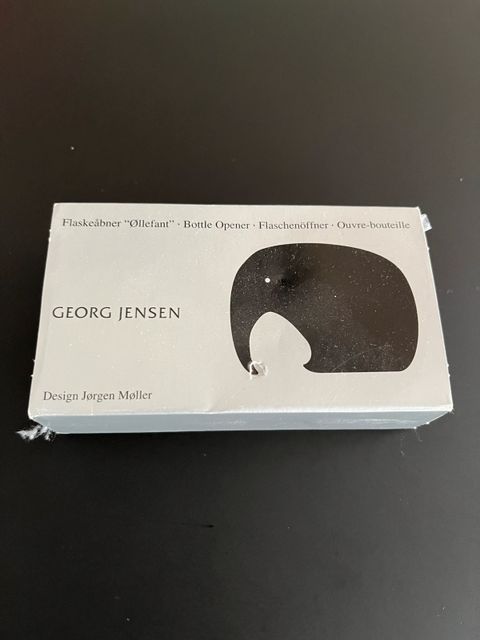 Flaskeåbner "Øllefant" · Bottle Opener · Flaschenöffner · Ouvre-bouteille
GEORG JENSEN
Design Jørgen Møller